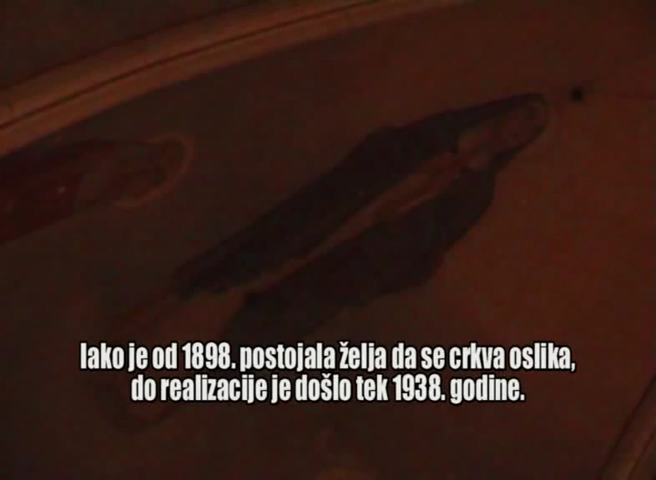 Iako je od 1898. postojala želja da se crkva oslika,
do realizacije je došlo tek 1938. godine.